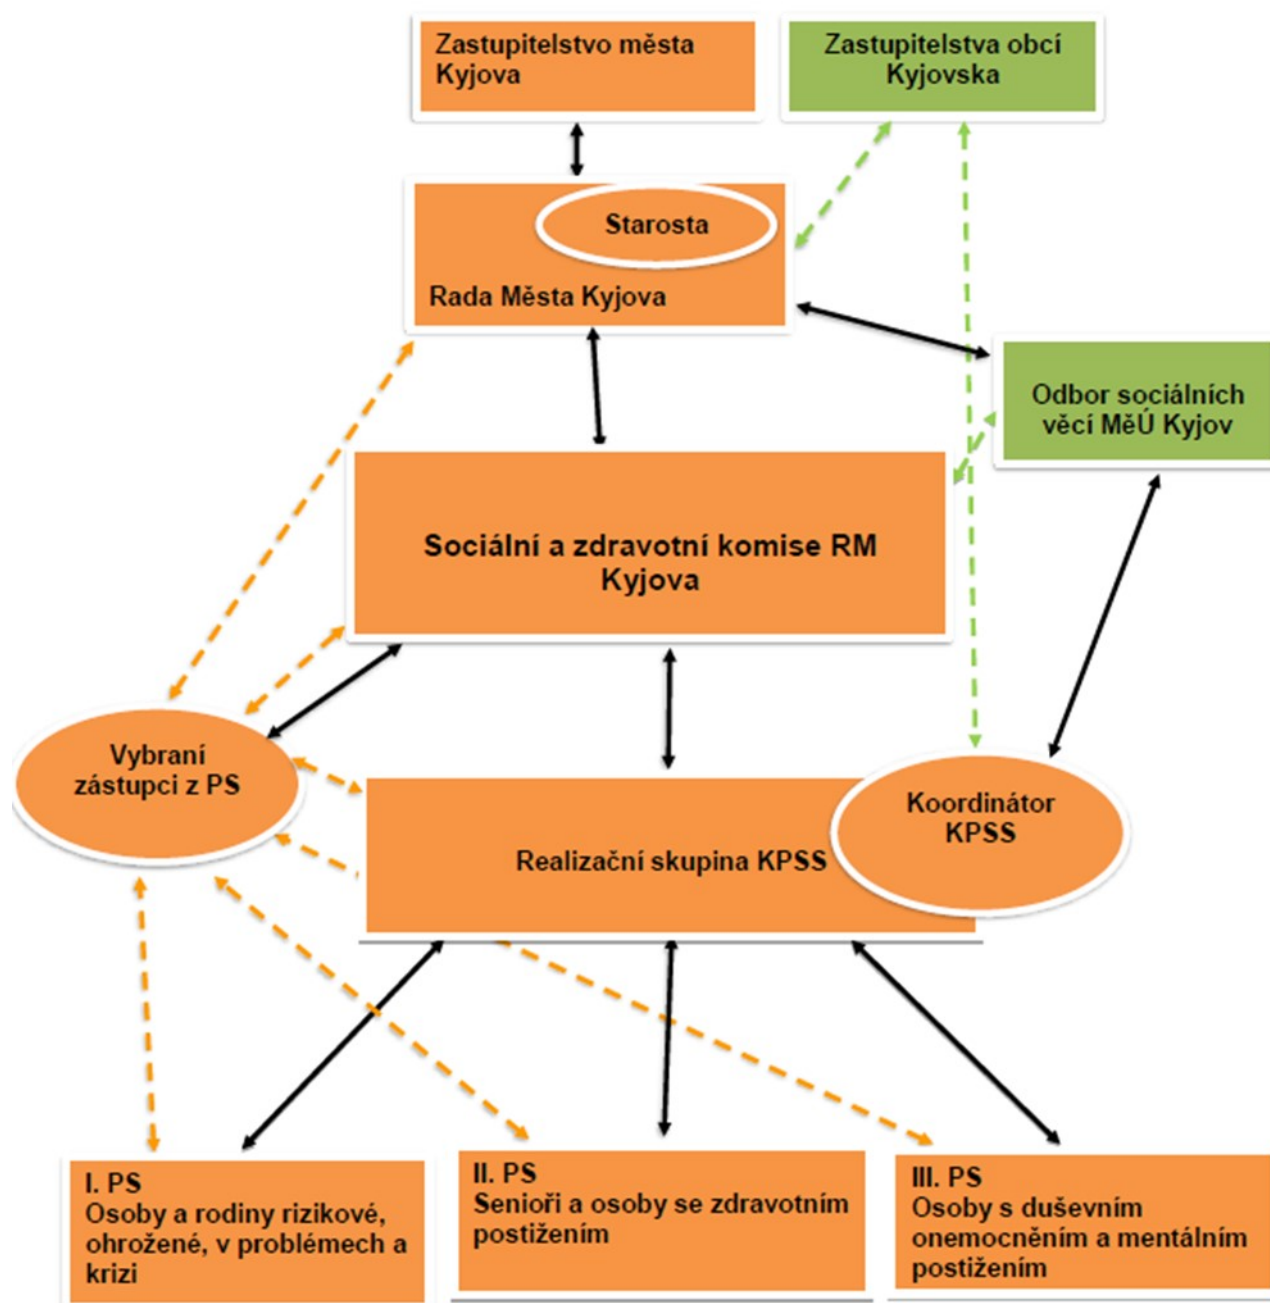 Zastupitelstvo města
Kyjova
Zastupitelstva obcí
Kyjovska
Starosta
Rada Města Kyjova
Odbor sociálních
věcí MěÚ Kyjov
Sociální a zdravotní komise RM
Kyjova
Vybraní
zástupci z PS
Koordinátor
KPSS
Realizační skupina KPSS
I. PS
Osoby a rodiny rizikové,
ohrožené, v problémech a
krizi
II. PS
Senioři a osoby se zdravotním
postižením
III. PS
Osoby s duševním
onemocněním a mentálním
postižením